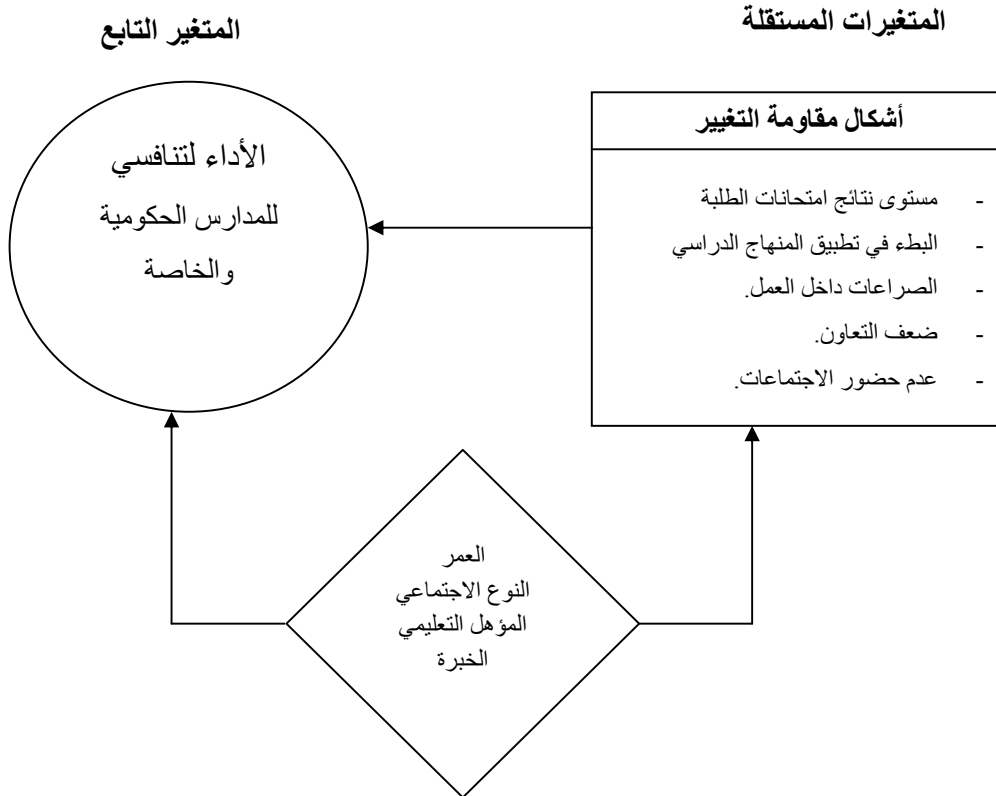 المتغيرات المستقلة
المتغير التابع
أشكال مقاومة التغيير
- مستوى نتائج امتحانات الطلبة
- البطء في تطبيق المنهاج الدراسي
- الصراعات داخل العمل.
- ضعف التعاون.
- عدم حضور الاجتماعات.
الأداء لتنافسي
للمدارس الحكومية
والخاصة
العمر
النوع الاجتماعي
المؤهل التعليمي
الخبرة